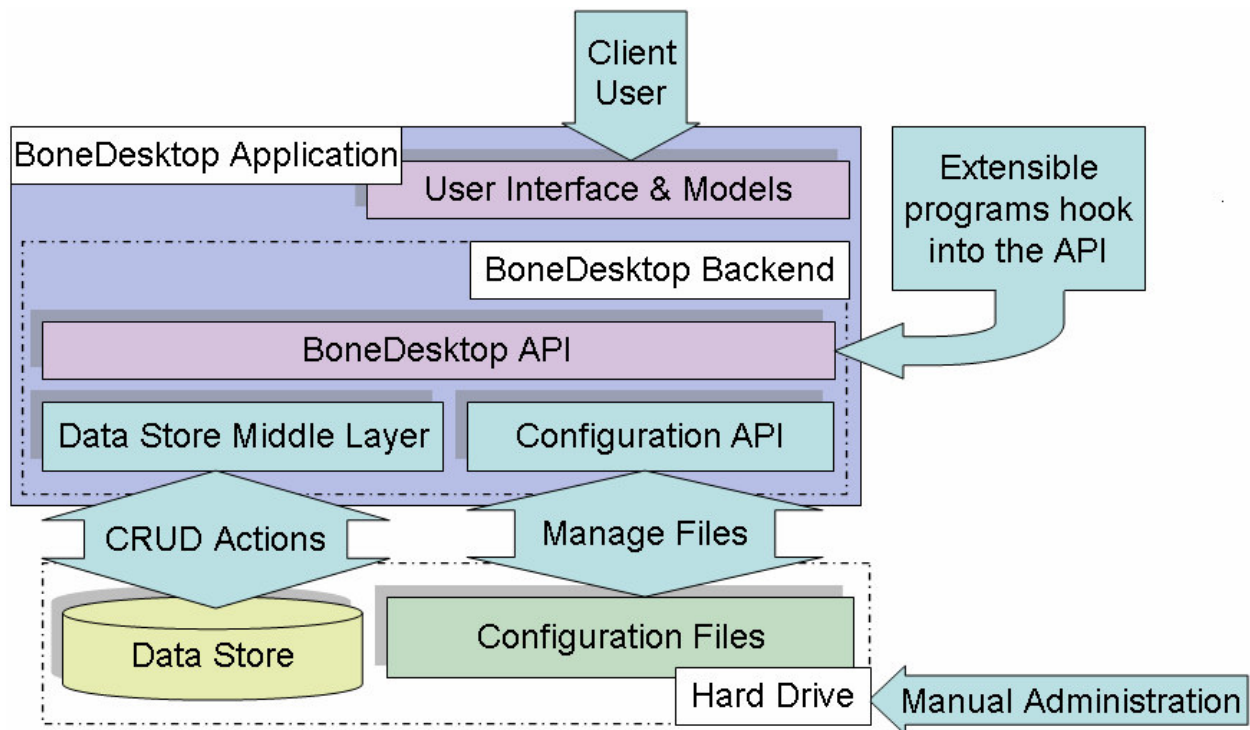 Client
User
BoneDesktop Application
User Interface & Models
Extensible
programs hook
into the API
BoneDesktop Backend
BoneDesktop API
Data Store Middle Layer
Configuration API
CRUD Actions
Manage Files
Data Store
Configuration Files
Hard Drive
Manual Administration